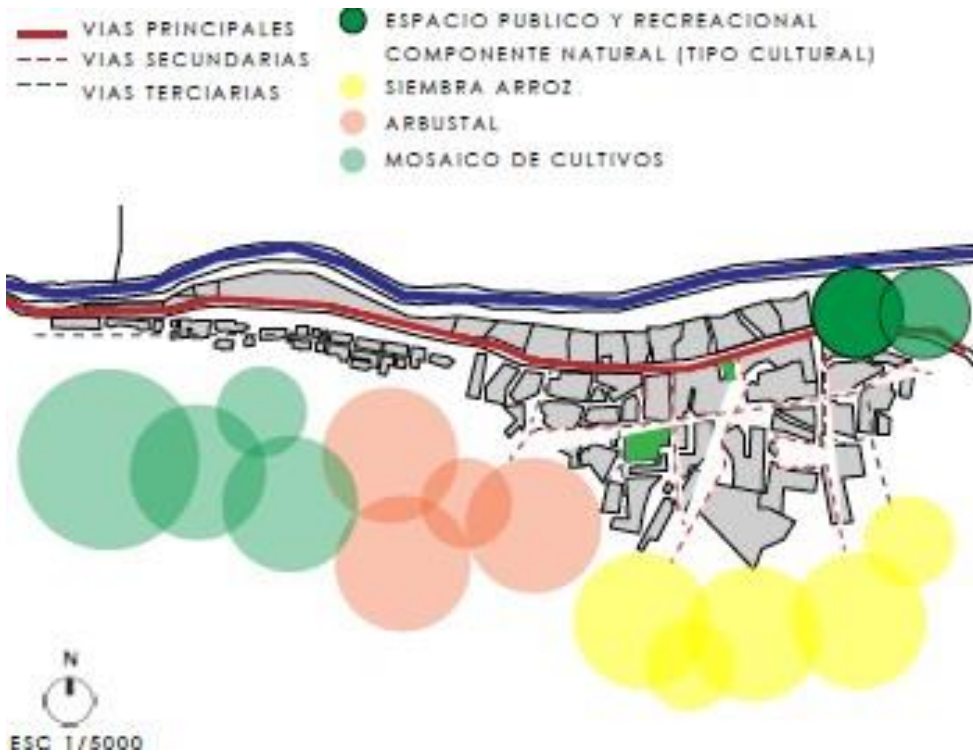 VIAS PRINCIPALES
VIAS SECUNDARIAS
VIAS TERCIARIAS
ESPACIO PUBLICO Y RECREACIONAL
COMPONENTE NATURAL (TIPO CULTURAL)
SIEMBRA ARROZ
ARBUSTAL
MOSAICO DE CULTIVOS
N
ESC 1/5000